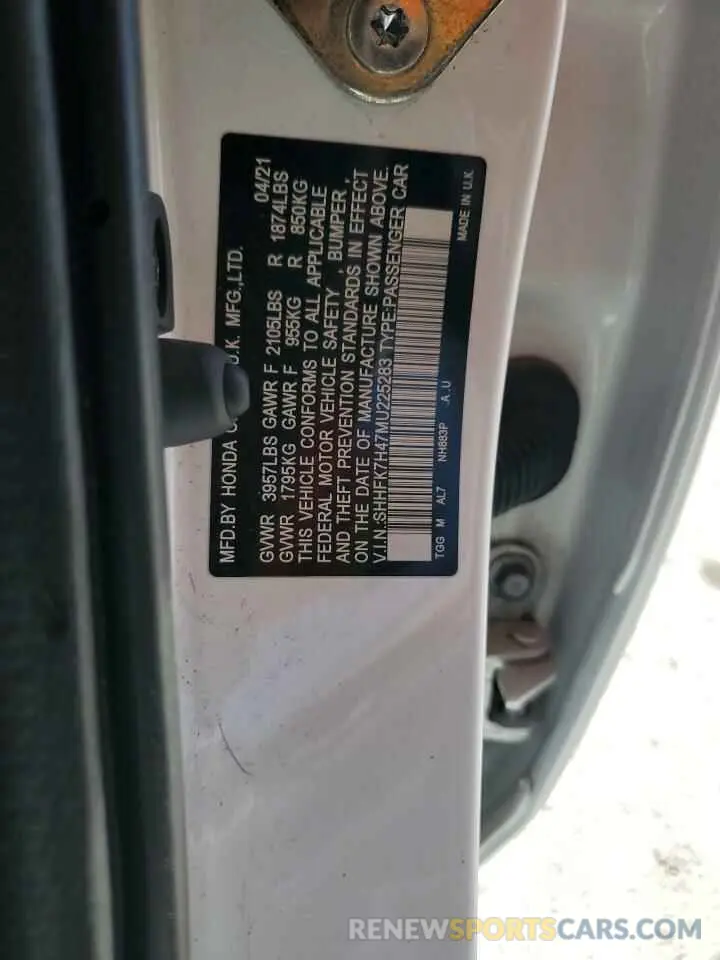 MFD.BY HONDA U.K. MFG.,LTD. 04/21
GVWR 3957LBS GAWR F 2105LBS R 1874LBS
GVWR 1795KG GAWR F 955KG R 850KG
THIS VEHICLE CONFORMS TO ALL APPLICABLE
FEDERAL MOTOR VEHICLE SAFETY , BUMPER ,
AND THEFT PREVENTION STANDARDS IN EFFECT
ON THE DATE OF MANUFACTURE SHOWN ABOVE.
V.I.N.:SHHFK7H47MU225283 TYPE:PASSENGER CAR
TGG M AL7 NH883P .A .U
MADE IN U.K.
RENEWSPORTSCARS.COM